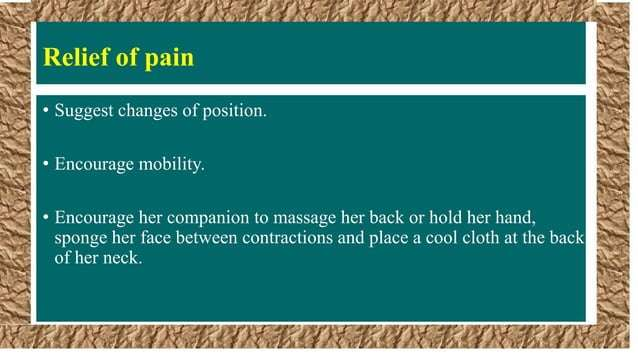 Relief of pain
• Suggest changes of position.
• Encourage mobility.
• Encourage her companion to massage her back or hold her hand,
sponge her face between contractions and place a cool cloth at the back
of her neck.